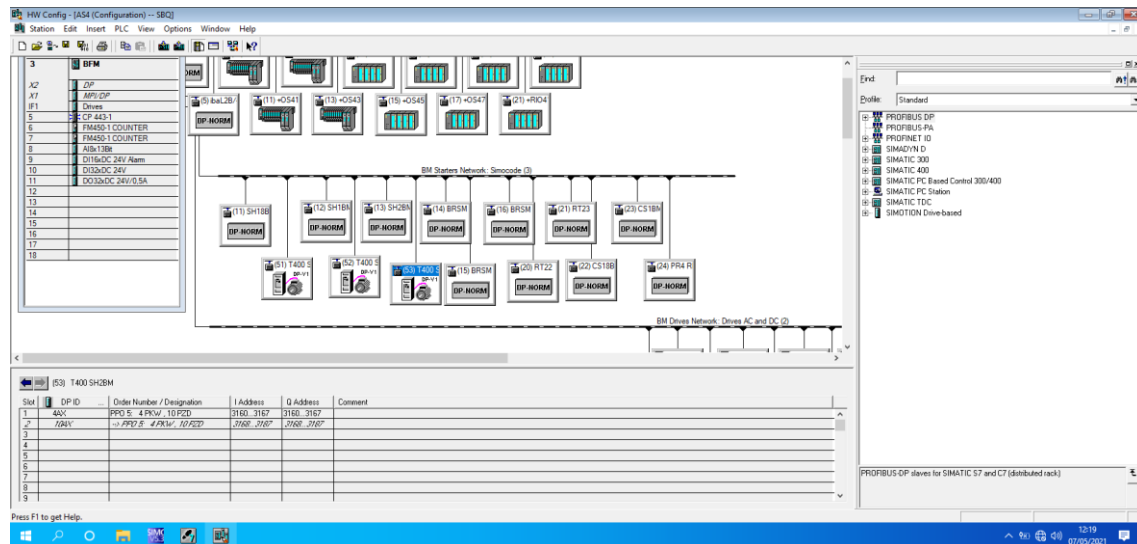 HW Config - [AS4 (Configuration) -- SBQ]
Station Edit Insert PLC View Options Window Help
3 BFM
X2 DP
X1 MPI/DP
IF1 Drives
5 CP 443-1
6 FM450-1 COUNTER
7 FM450-1 COUNTER
8 AI8x13Bit
9 DI16xDC 24V Alarm
10 DI32xDC 24V
11 DO32xDC 24V/0,5A
12
13
14
15
16
17
18
ORM
(5) ibaL2B/ (11) +OS41 (13) +OS43 (15) +OS45 (17) +OS47 (21) +RIO4
DP-NORM
BM Starters Network: Simocode (3)
(11) SH18B (12) SH1BM (13) SH2BM (14) BRSM (16) BRSM (21) RT23 (23) CS1BM
DP-NORM DP-NORM DP-NORM DP-NORM DP-NORM DP-NORM DP-NORM
(51) T400 S (52) T400 S (53) T400 S (15) BRSM (20) RT22 (22) CS18B (24) PR4 R
DP-V1 DP-V1 DP-V1 DP-NORM DP-NORM DP-NORM DP-NORM
BM Drives Network: Drives AC and DC (2)
Find:
Profile: Standard
PROFIBUS DP
PROFIBUS-PA
PROFINET IO
SIMADYN D
SIMATIC 300
SIMATIC 400
SIMATIC PC Based Control 300/400
SIMATIC PC Station
SIMATIC TDC
SIMOTION Drive-based
PROFIBUS-DP slaves for SIMATIC S7 and C7 (distributed rack)
(53) T400 SH2BM
Slot DP ID ... Order Number / Designation I Address Q Address Comment
1 4AX PPO 5: 4 PKW, 10 PZD 3160...3167 3160...3167
2 104X -> PPO 5: 4 PKW, 10 PZD 3168...3187 3168...3187
3
4
5
6
7
8
9
Press F1 to get Help.
12:19
07/05/2021